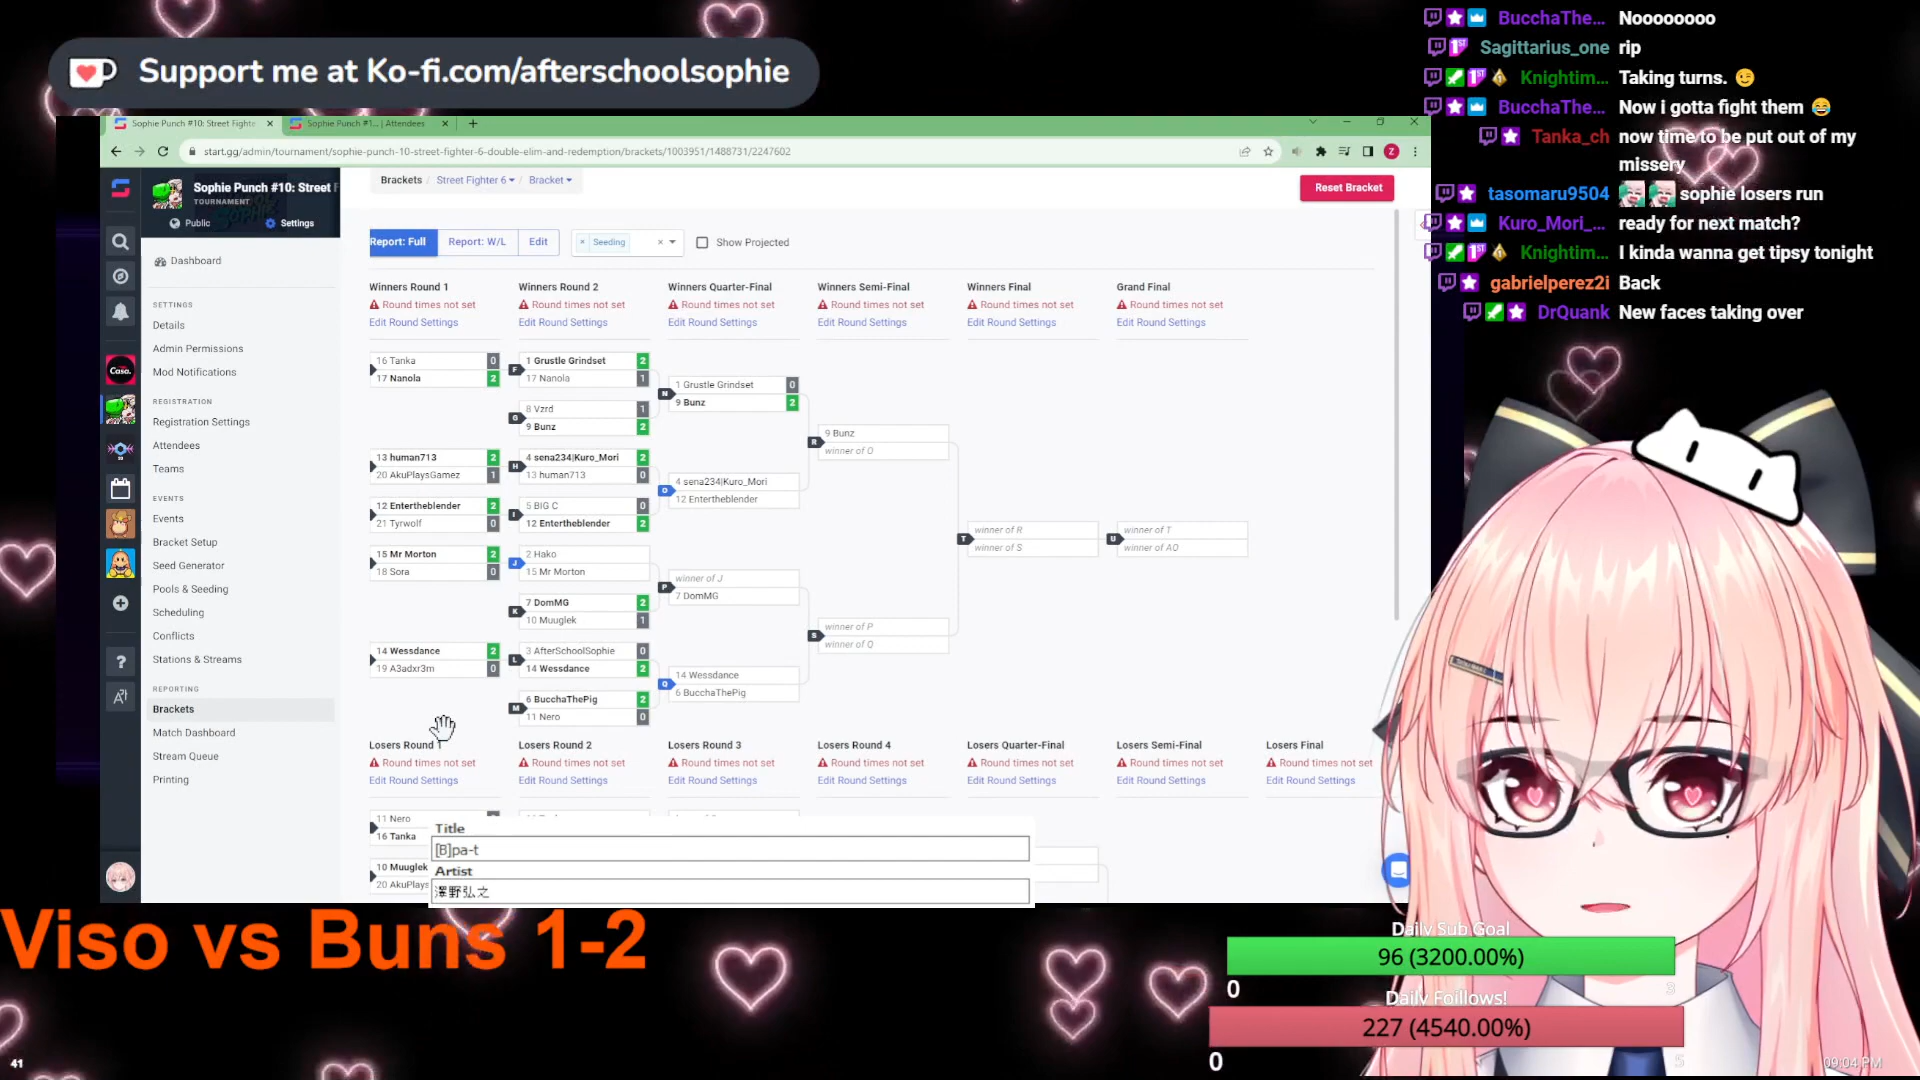 Support me at Ko-fi.com/afterschoolsophie
BucchaThe... Noooooooo
Sagittarius_one rip
Knightim... Taking turns. 😉
BucchaThe... Now i gotta fight them 😂
Tanka_ch now time to be put out of my
missery
tasomaru9504 sophie losers run
Kuro_Mori_... ready for next match?
Knightim... I kinda wanna get tipsy tonight
gabrielperez2i Back
DrQuank New faces taking over
Sophie Punch #10: Street Fighte
Sophie Punch #1... | Attendees
start.gg/admin/tournament/sophie-punch-10-street-fighter-6-double-elim-and-redemption/brackets/1003951/1488731/2247602
Z
Sophie Punch #10: Street F
TOURNAMENT
Public
Settings
Dashboard
SETTINGS
Details
Admin Permissions
Mod Notifications
REGISTRATION
Registration Settings
Attendees
Teams
EVENTS
Events
Bracket Setup
Seed Generator
Pools & Seeding
Scheduling
Conflicts
Stations & Streams
REPORTING
Brackets
Match Dashboard
Stream Queue
Printing
Casa.
Brackets / Street Fighter 6 / Bracket
Reset Bracket
Report: Full
Report: W/L
Edit
× Seeding
Show Projected
Winners Round 1
Round times not set
Edit Round Settings
Winners Round 2
Round times not set
Edit Round Settings
Winners Quarter-Final
Round times not set
Edit Round Settings
Winners Semi-Final
Round times not set
Edit Round Settings
Winners Final
Round times not set
Edit Round Settings
Grand Final
Round times not set
Edit Round Settings
16 Tanka 0
17 Nanola 2
13 human713 2
20 AkuPlaysGamez 1
12 Entertheblender 2
21 Tyrwolf 0
15 Mr Morton 2
18 Sora 0
14 Wessdance 2
19 A3adxr3m 0
F
1 Grustle Grindset 2
17 Nanola 1
G
8 Vzrd 1
9 Bunz 2
H
4 sena234|Kuro_Mori 2
13 human713 0
I
5 BIG C 0
12 Entertheblender 2
J
2 Hako
15 Mr Morton
K
7 DomMG 2
10 Muuglek 1
L
3 AfterSchoolSophie 0
14 Wessdance 2
M
6 BucchaThePig 2
11 Nero 0
N
1 Grustle Grindset 0
9 Bunz 2
O
4 sena234|Kuro_Mori
12 Entertheblender
P
winner of J
7 DomMG
Q
14 Wessdance
6 BucchaThePig
R
9 Bunz
winner of O
S
winner of P
winner of Q
T
winner of R
winner of S
U
winner of T
winner of AO
Losers Round 1
Round times not set
Edit Round Settings
Losers Round 2
Round times not set
Edit Round Settings
Losers Round 3
Round times not set
Edit Round Settings
Losers Round 4
Round times not set
Edit Round Settings
Losers Quarter-Final
Round times not set
Edit Round Settings
Losers Semi-Final
Round times not set
Edit Round Settings
Losers Final
Round times not set
Edit Round Settings
11 Nero
16 Tanka
10 Muuglek
20 AkuPlays
Title
[B]pa-t
Artist
澤野弘之
Viso vs Buns 1-2
Daily Sub Goal
96 (3200.00%)
0
3
Daily Follows!
227 (4540.00%)
0
5
41
09:04 PM